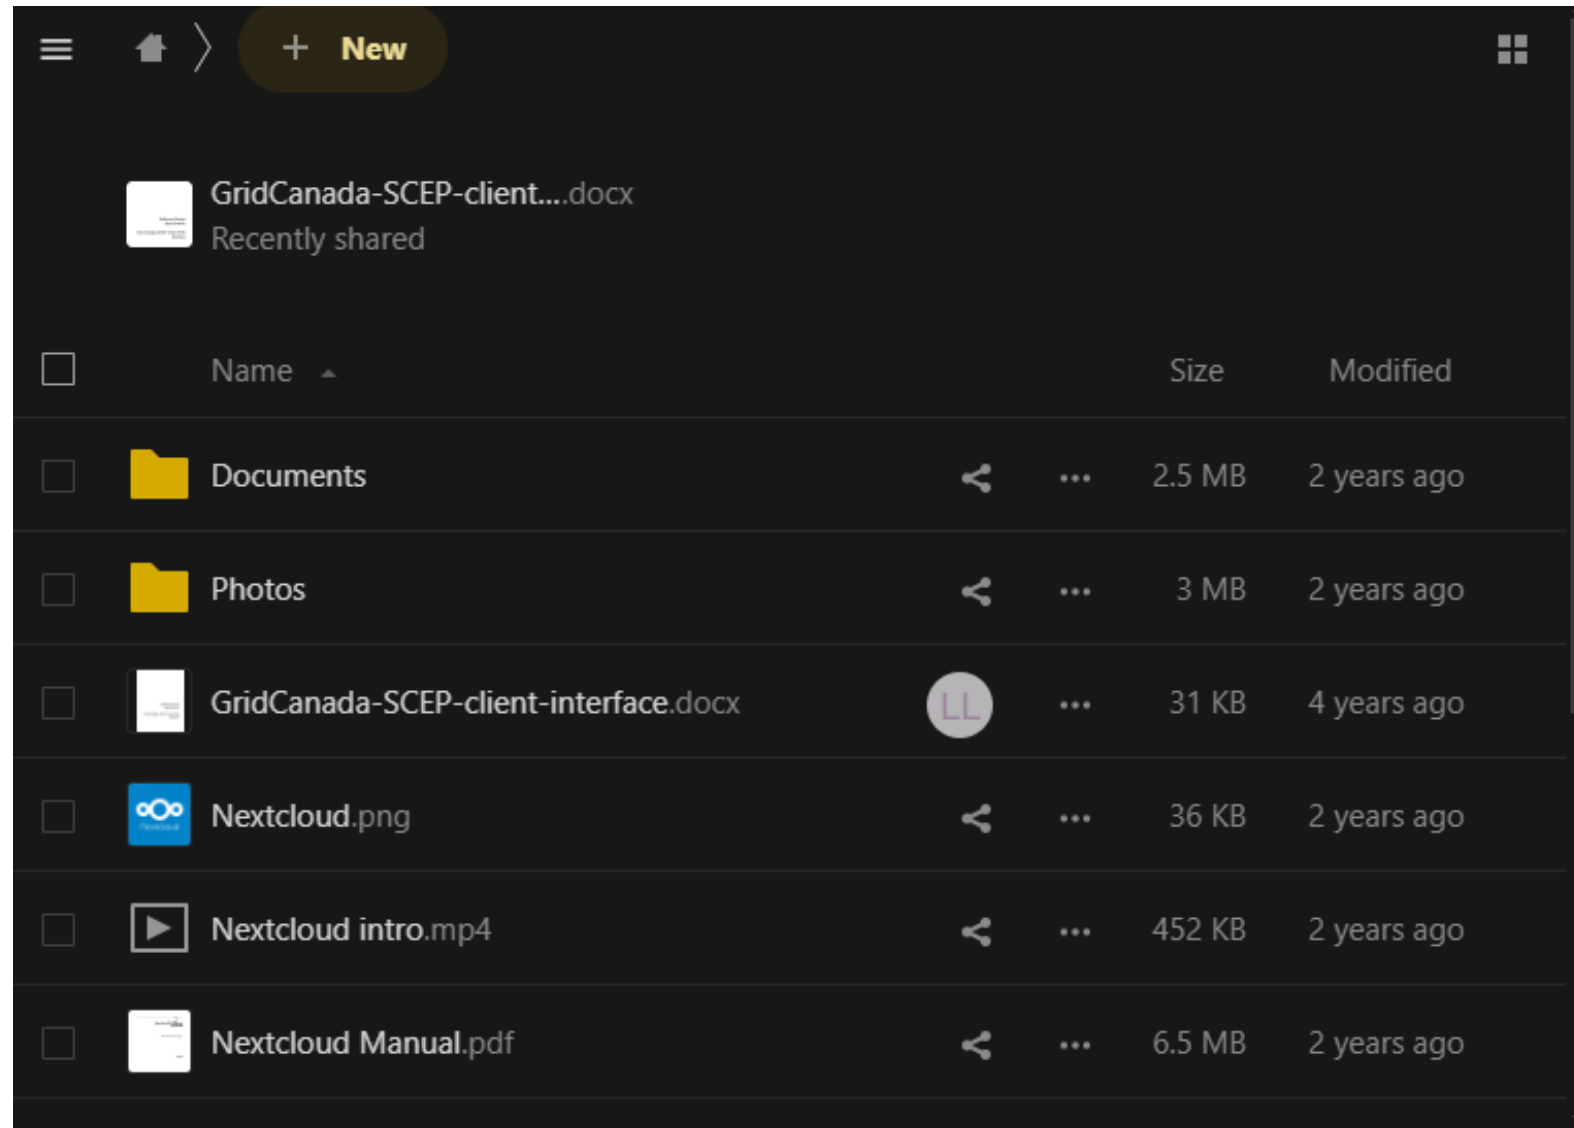 New
GridCanada-SCEP-client....docx
Recently shared
Name Size Modified
Documents 2.5 MB 2 years ago
Photos 3 MB 2 years ago
GridCanada-SCEP-client-interface.docx LL 31 KB 4 years ago
Nextcloud.png 36 KB 2 years ago
Nextcloud intro.mp4 452 KB 2 years ago
Nextcloud Manual.pdf 6.5 MB 2 years ago